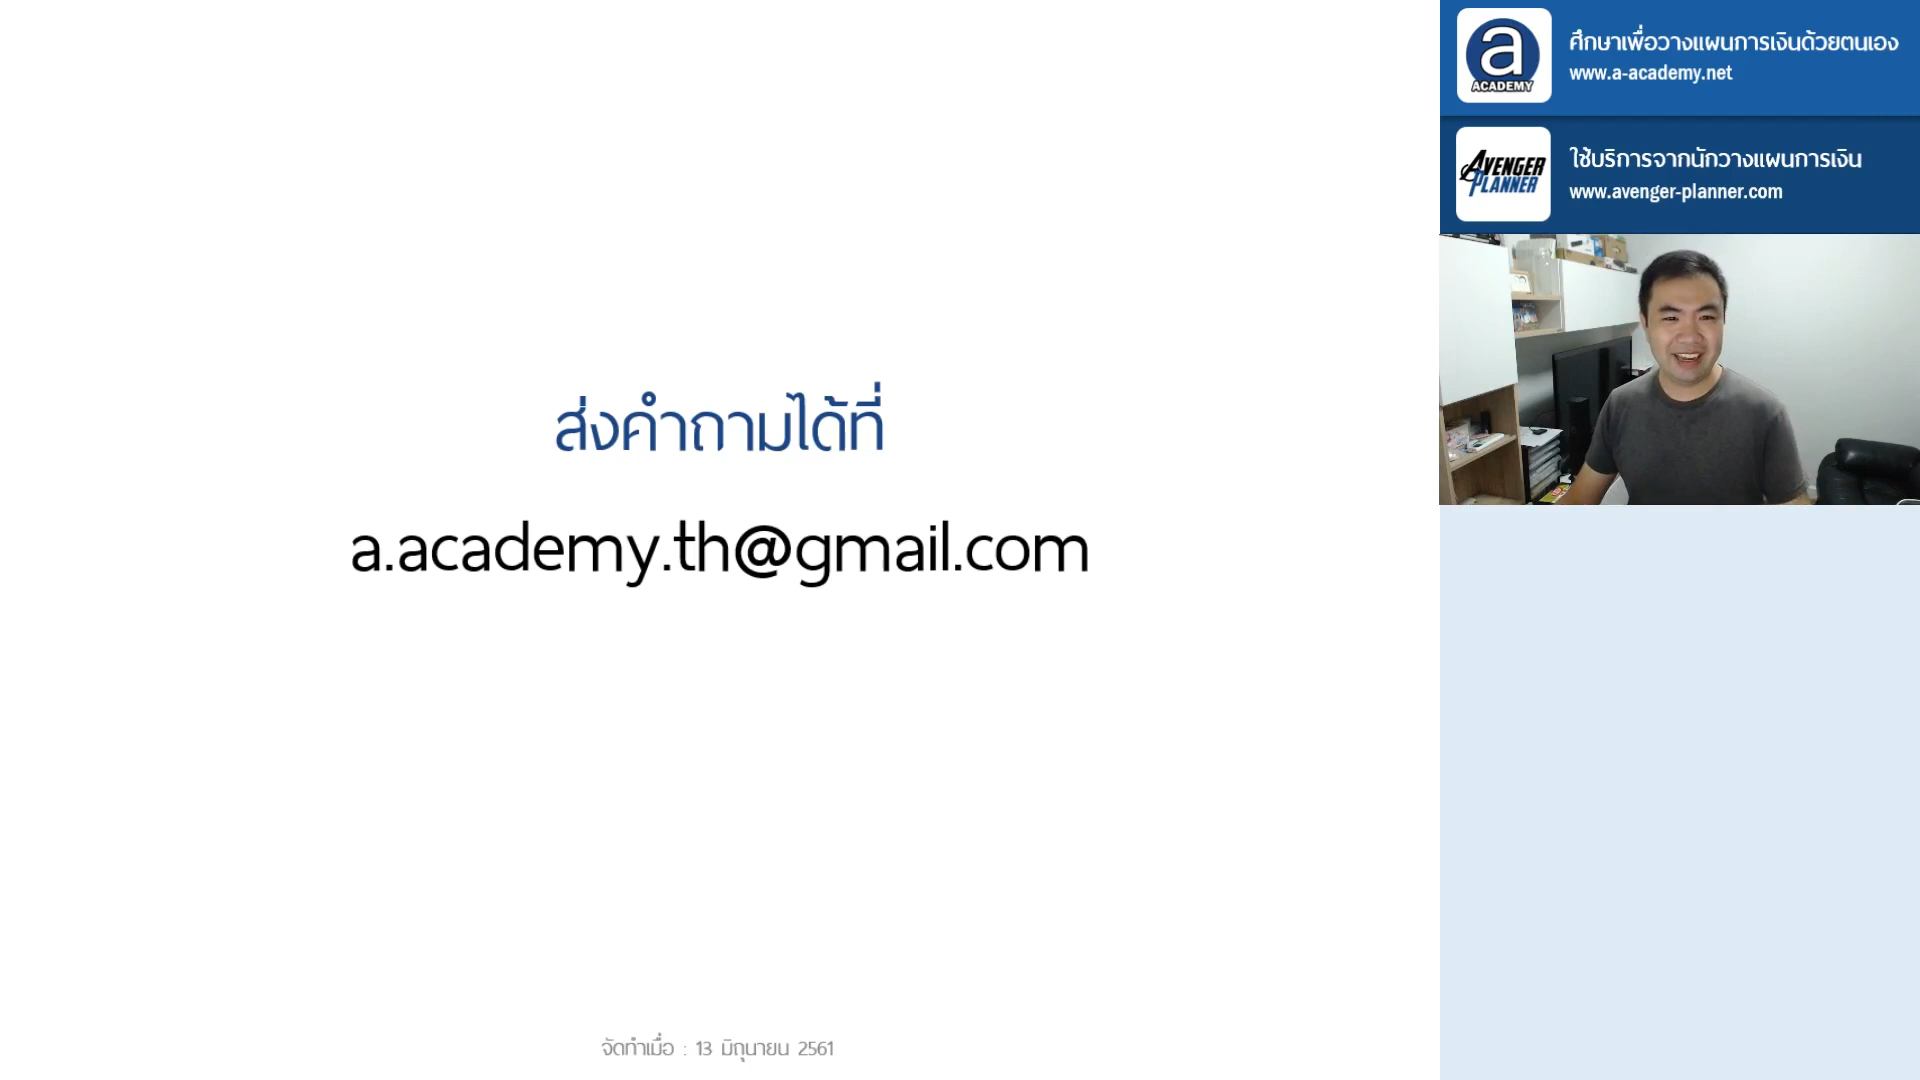 ส่งคำถามได้ที่
a.academy.th@gmail.com
จัดทำเมื่อ : 13 มิถุนายน 2561
a
ACADEMY
ศึกษาเพื่อวางแผนการเงินด้วยตนเอง
www.a-academy.net
AVENGER
PLANNER
ใช้บริการจากนักวางแผนการเงิน
www.avenger-planner.com